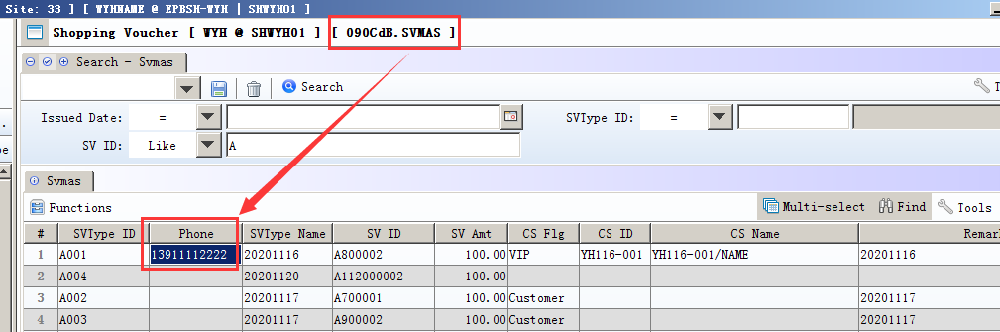 Site: 33 ] [ WYHNAME @ EPBSH-WYH | SHWYH01 ]
Shopping Voucher [ WYH @ SHWYH01 ] [ 090CdB.SVMAS ]
Search - Svmas
Search
Issued Date: = SVType ID: =
SV ID: Like A
Svmas
Functions Multi-select Find Tools
# SVType ID Phone SVType Name SV ID SV Amt CS Flg CS ID CS Name Remar
1 A001 13911112222 20201116 A800002 100.00 VIP YH116-001 YH116-001/NAME 20201116
2 A004 20201120 A112000002 100.00
3 A002 20201117 A700001 100.00 Customer 20201117
4 A003 20201117 A900002 100.00 Customer 20201117